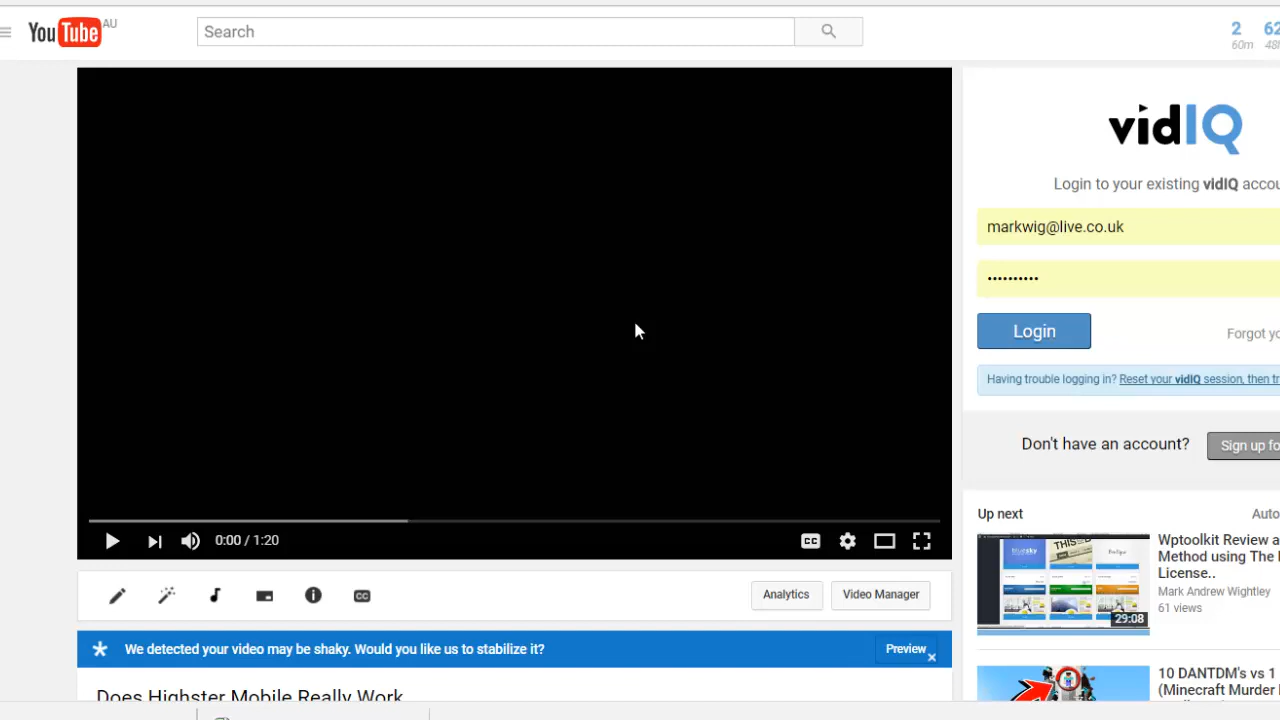 YouTube AU
Search
2 62
60m 48h
vidIQ
Login to your existing vidIQ accou
markwig@live.co.uk
••••••••••
Login
Forgot yo
Having trouble logging in? Reset your vidIQ session, then tr
Don't have an account?
Sign up fo
0:00 / 1:20
CC
CC
Analytics
Video Manager
We detected your video may be shaky. Would you like us to stabilize it?
Preview
Does Highster Mobile Really Work
Up next
Auto
THIS
29:08
Wptoolkit Review a
Method using The
License..
Mark Andrew Wightley
61 views
10 DANTDM's vs 1
(Minecraft Murder